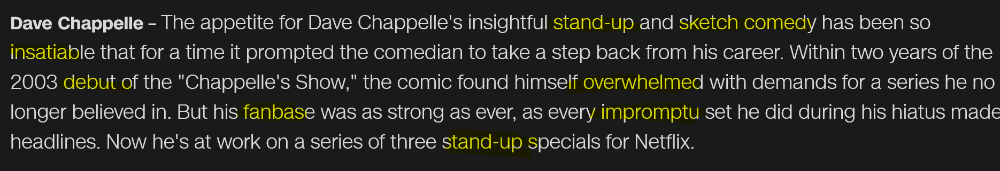 Dave Chappelle – The appetite for Dave Chappelle's insightful stand-up and sketch comedy has been so
insatiable that for a time it prompted the comedian to take a step back from his career. Within two years of the
2003 debut of the "Chappelle's Show," the comic found himself overwhelmed with demands for a series he no
longer believed in. But his fanbase was as strong as ever, as every impromptu set he did during his hiatus made
headlines. Now he's at work on a series of three stand-up specials for Netflix.